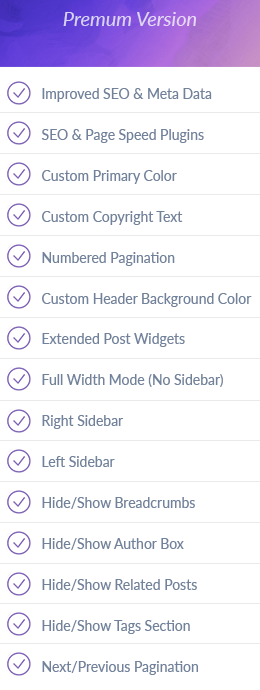 Premum Version
Improved SEO & Meta Data
SEO & Page Speed Plugins
Custom Primary Color
Custom Copyright Text
Numbered Pagination
Custom Header Background Color
Extended Post Widgets
Full Width Mode (No Sidebar)
Right Sidebar
Left Sidebar
Hide/Show Breadcrumbs
Hide/Show Author Box
Hide/Show Related Posts
Hide/Show Tags Section
Next/Previous Pagination